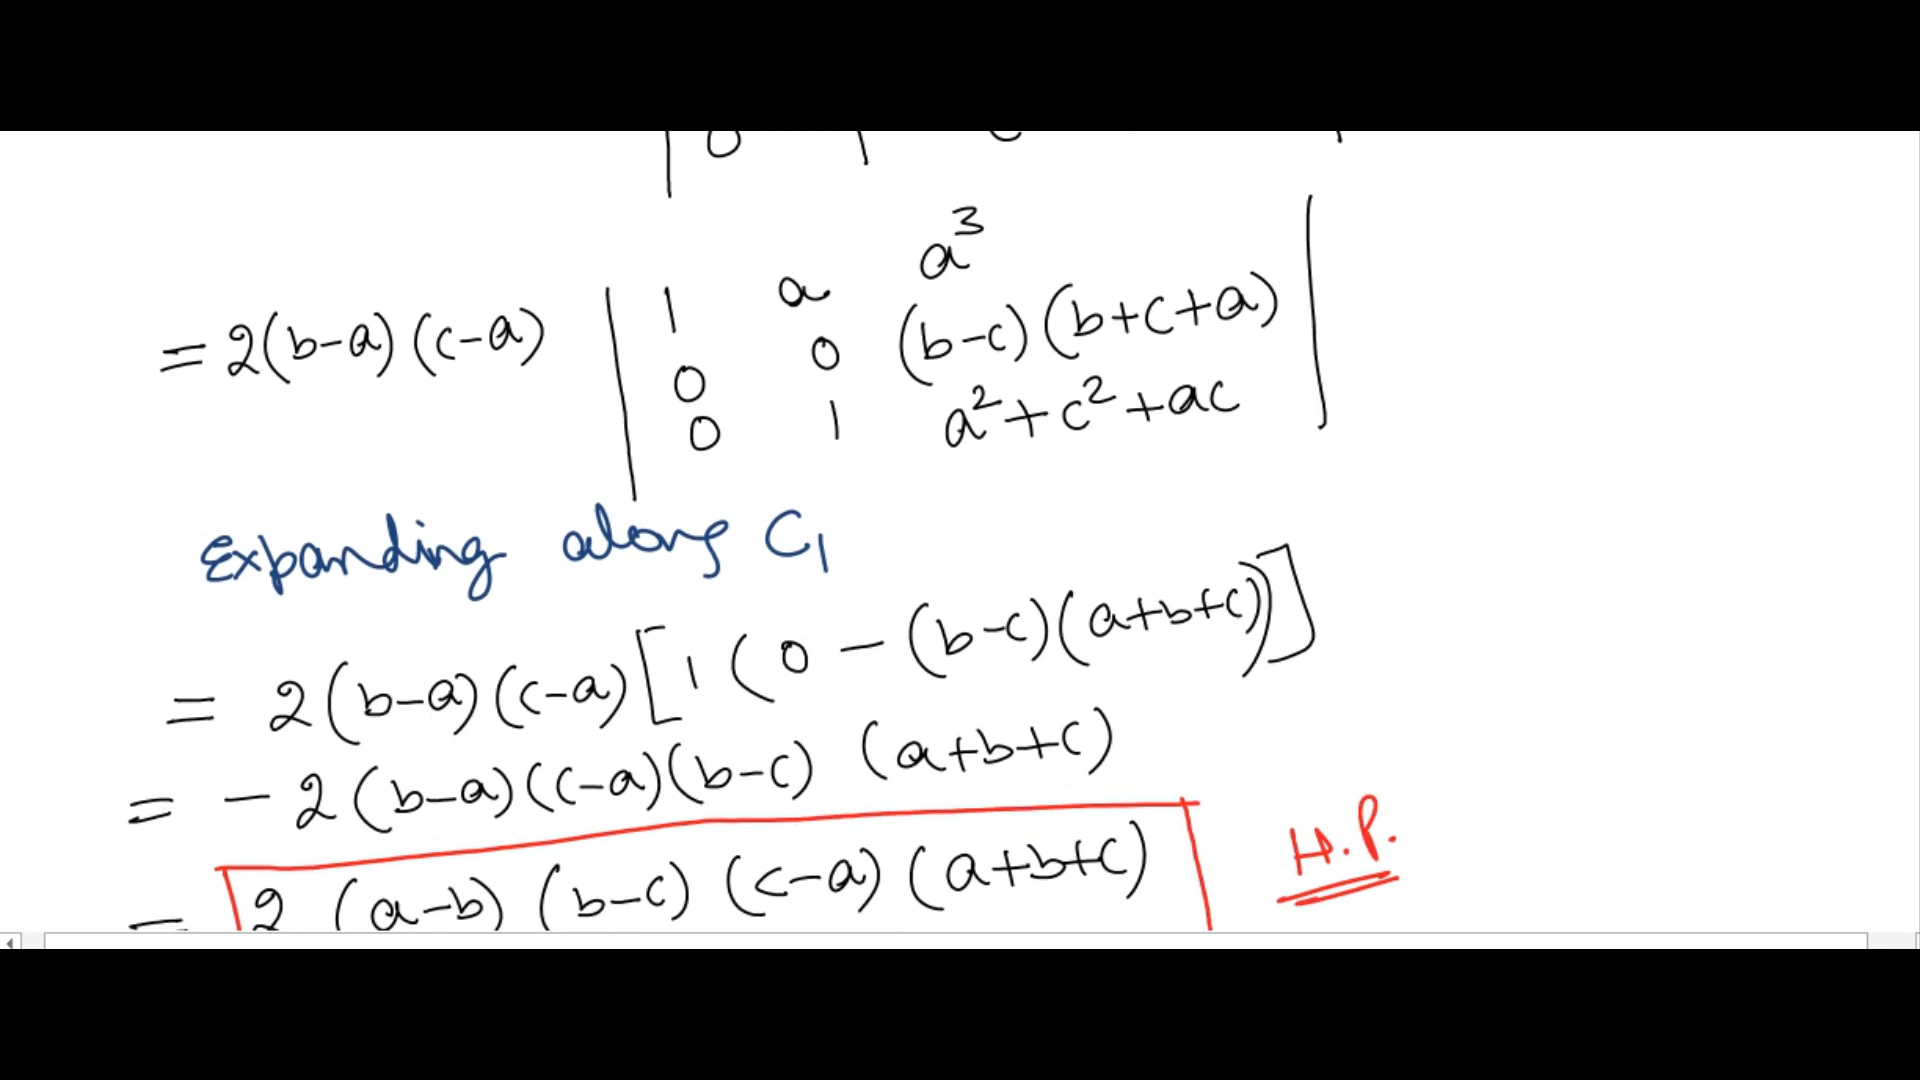 1 a a³
= 2(b-a)(c-a) 0 0 (b-c)(b+c+a)
0 1 a²+c²+ac
Expanding along C₁
= 2(b-a)(c-a)[1(0-(b-c)(a+b+c))]
= -2(b-a)(c-a)(b-c) (a+b+c)
= 2 (a-b)(b-c)(c-a)(a+b+c)
H.P.